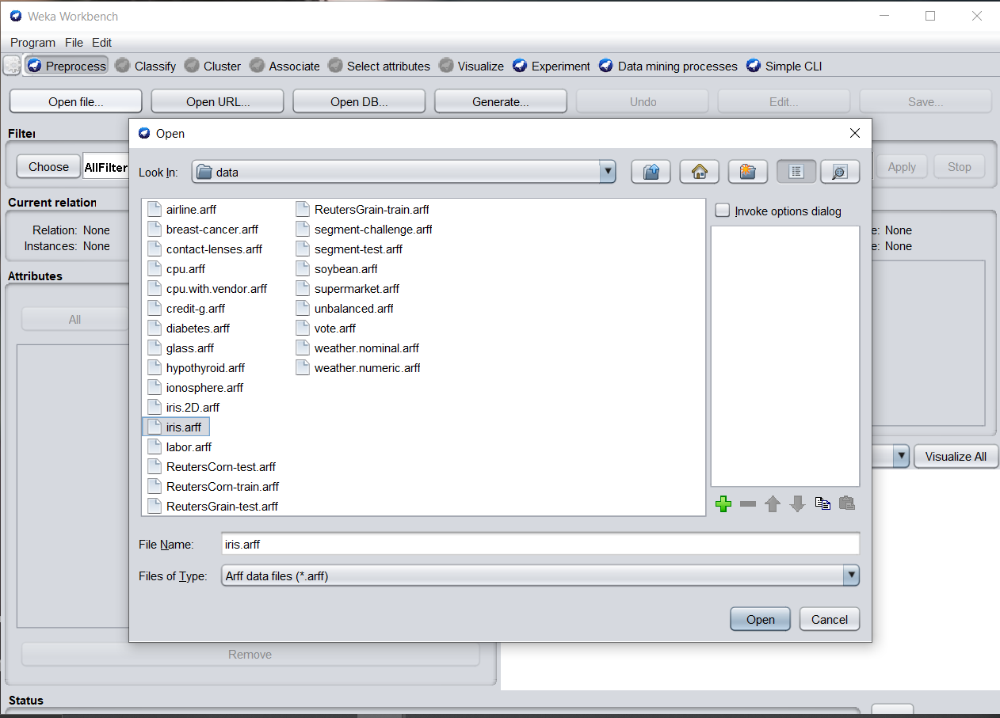 Weka Workbench
Program File Edit
Preprocess Classify Cluster Associate Select attributes Visualize Experiment Data mining processes Simple CLI
Open file... Open URL... Open DB... Generate... Undo Edit... Save...
Filter
Choose AllFilter Apply Stop
Current relation
Relation: None
Instances: None
e: None
e: None
Attributes
All
Remove
Visualize All
Status
Open
Look In: data
airline.arff
breast-cancer.arff
contact-lenses.arff
cpu.arff
cpu.with.vendor.arff
credit-g.arff
diabetes.arff
glass.arff
hypothyroid.arff
ionosphere.arff
iris.2D.arff
iris.arff
labor.arff
ReutersCorn-test.arff
ReutersCorn-train.arff
ReutersGrain-test.arff
ReutersGrain-train.arff
segment-challenge.arff
segment-test.arff
soybean.arff
supermarket.arff
unbalanced.arff
vote.arff
weather.nominal.arff
weather.numeric.arff
Invoke options dialog
File Name: iris.arff
Files of Type: Arff data files (*.arff)
Open Cancel